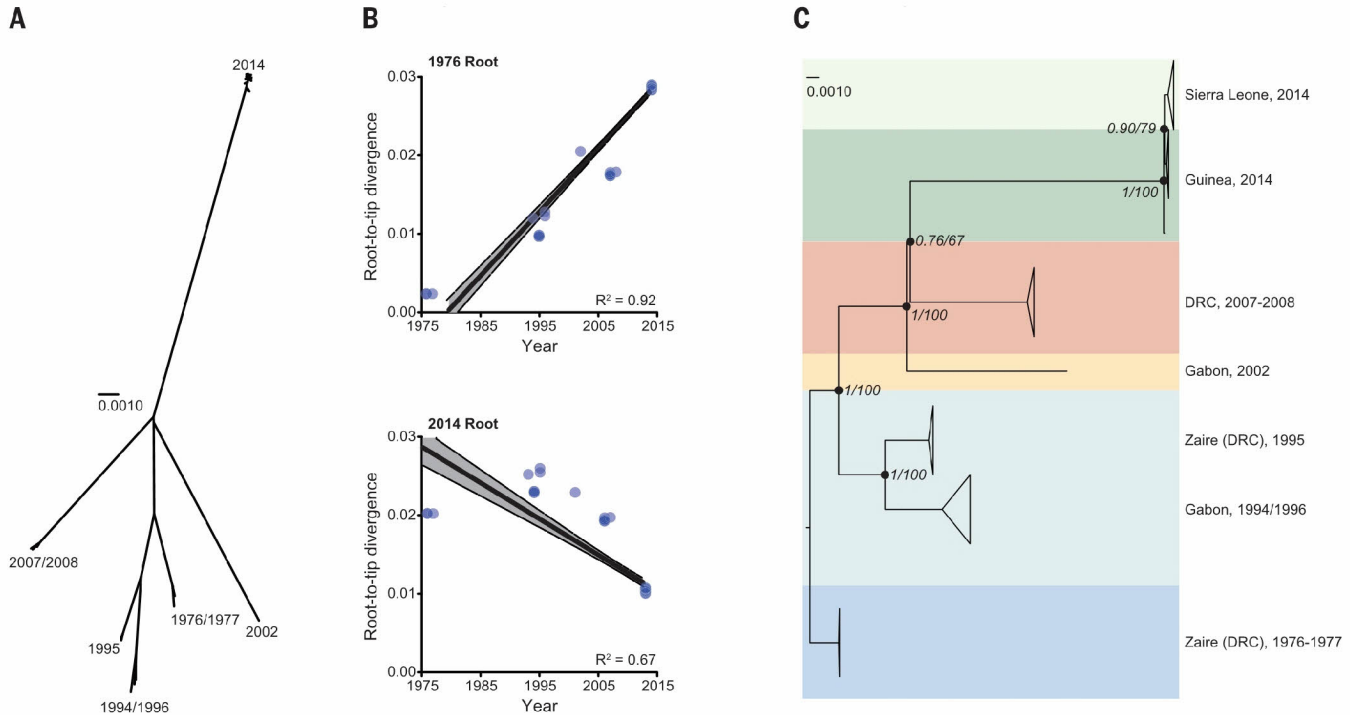 A
2014
0.0010
2007/2008
1976/1977
2002
1995
1994/1996
B
1976 Root
0.03
0.02
0.01
0.00
Root-to-tip divergence
R² = 0.92
1975 1985 1995 2005 2015
Year
2014 Root
0.03
0.02
0.01
0.00
Root-to-tip divergence
R² = 0.67
1975 1985 1995 2005 2015
Year
C
0.0010
Sierra Leone, 2014
0.90/79
Guinea, 2014
1/100
0.76/67
DRC, 2007-2008
1/100
Gabon, 2002
1/100
Zaire (DRC), 1995
1/100
Gabon, 1994/1996
Zaire (DRC), 1976-1977